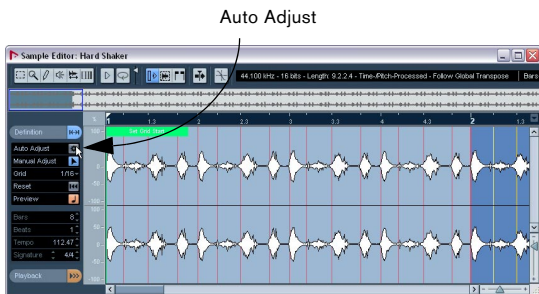 Auto Adjust
Sample Editor: Hard Shaker
44.100 kHz - 16 bits - Length: 9.2.2.4 - Time-/Pitch-Processed - Follow Global Transpose Bars
% 1 1.3 2 2.3 3 3.3 4 4.3 2 1.3
Definition
100 Set Grid Start
Auto Adjust
Manual Adjust
Grid 1/16
Reset
Preview
Bars 8
Beats 1
Tempo 112.47
Signature 4/4
Playback